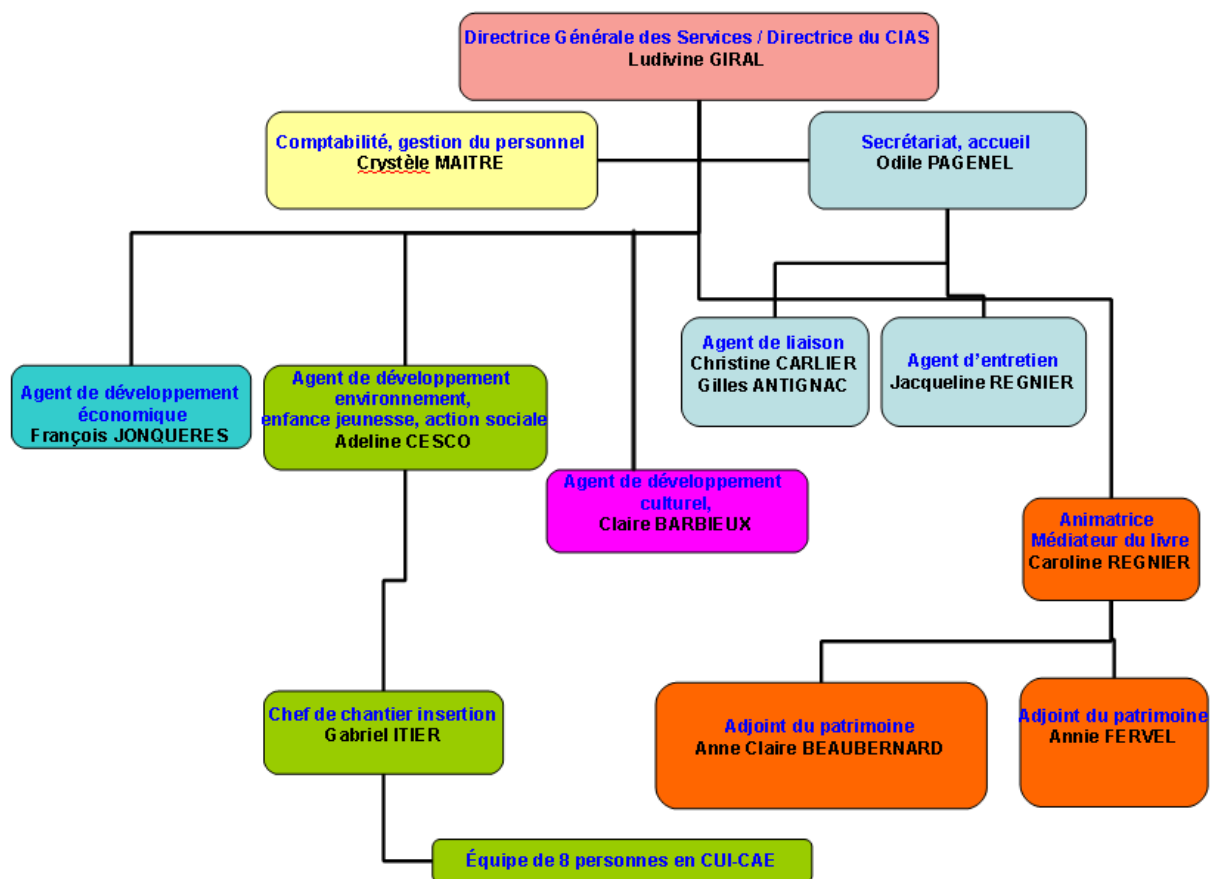 Directrice Générale des Services / Directrice du CIAS
Ludivine GIRAL
Comptabilité, gestion du personnel
Crystèle MAITRE
Secrétariat, accueil
Odile PAGENEL
Agent de liaison
Christine CARLIER
Gilles ANTIGNAC
Agent d'entretien
Jacqueline REGNIER
Agent de développement
économique
François JONQUERES
Agent de développement
environnement,
enfance jeunesse, action sociale
Adeline CESCO
Agent de développement
culturel,
Claire BARBIEUX
Animatrice
Médiateur du livre
Caroline REGNIER
Chef de chantier insertion
Gabriel ITIER
Adjoint du patrimoine
Anne Claire BEAUBERNARD
Adjoint du patrimoine
Annie FERVEL
Équipe de 8 personnes en CUI-CAE